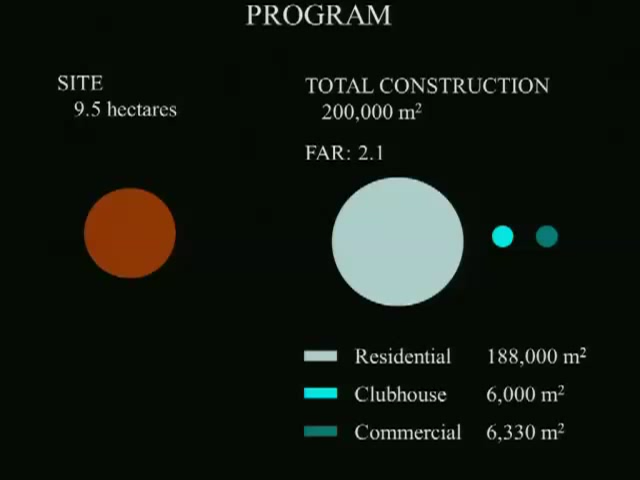 PROGRAM
SITE
9.5 hectares
TOTAL CONSTRUCTION
200,000 m²
FAR: 2.1
Residential 188,000 m²
Clubhouse 6,000 m²
Commercial 6,330 m²